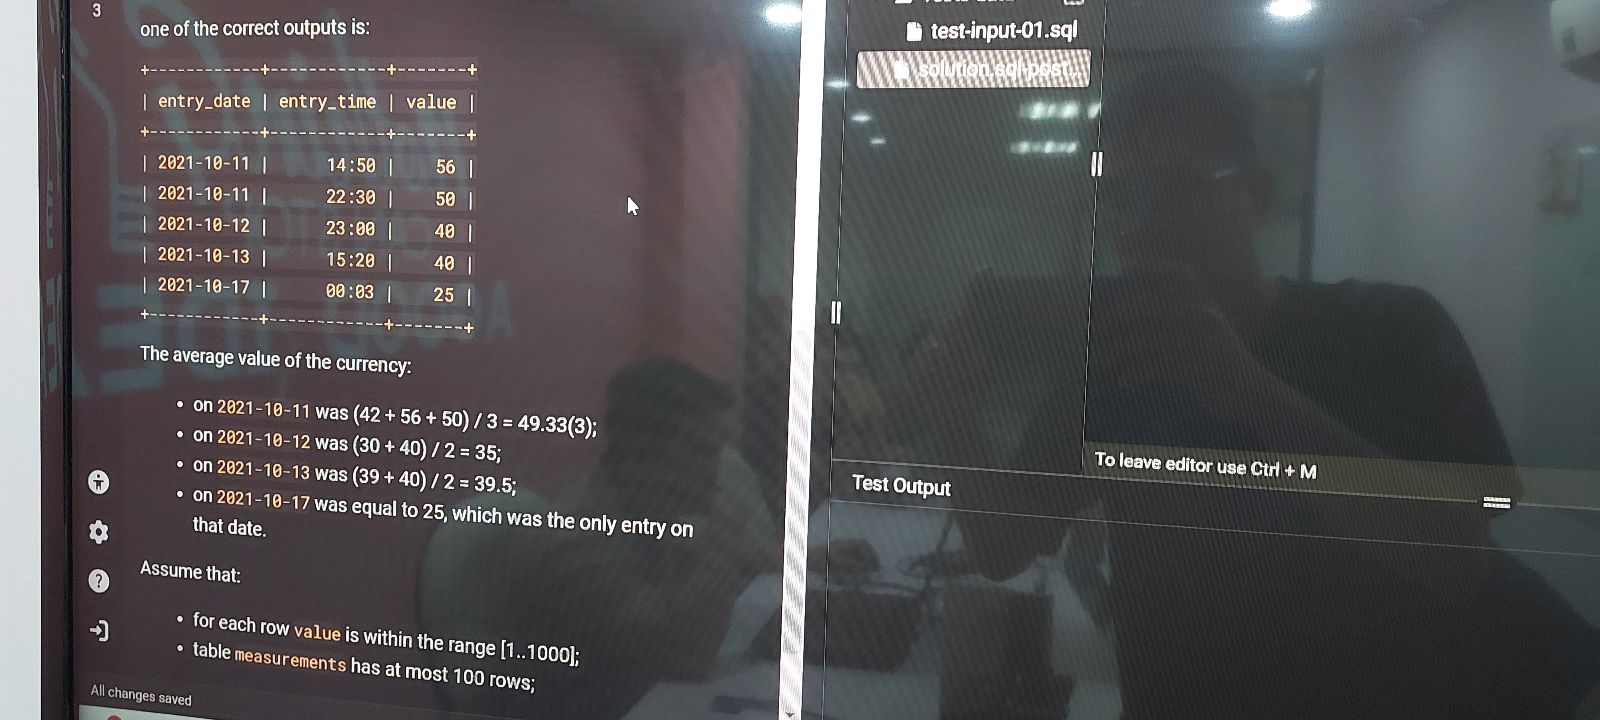 3
one of the correct outputs is:
+-----------+-----------+-------+
| entry_date | entry_time | value |
+-----------+-----------+-------+
| 2021-10-11 | 14:50 | 56 |
| 2021-10-11 | 22:30 | 50 |
| 2021-10-12 | 23:00 | 40 |
| 2021-10-13 | 15:20 | 40 |
| 2021-10-17 | 00:03 | 25 |
+-----------+-----------+-------+
The average value of the currency:
• on 2021-10-11 was (42 + 56 + 50) / 3 = 49.33(3);
• on 2021-10-12 was (30 + 40) / 2 = 35;
• on 2021-10-13 was (39 + 40) / 2 = 39.5;
• on 2021-10-17 was equal to 25, which was the only entry on
that date.
Assume that:
• for each row value is within the range [1..1000];
• table measurements has at most 100 rows;
All changes saved
test-input-01.sql
solution.sql-post...
To leave editor use Ctrl + M
Test Output